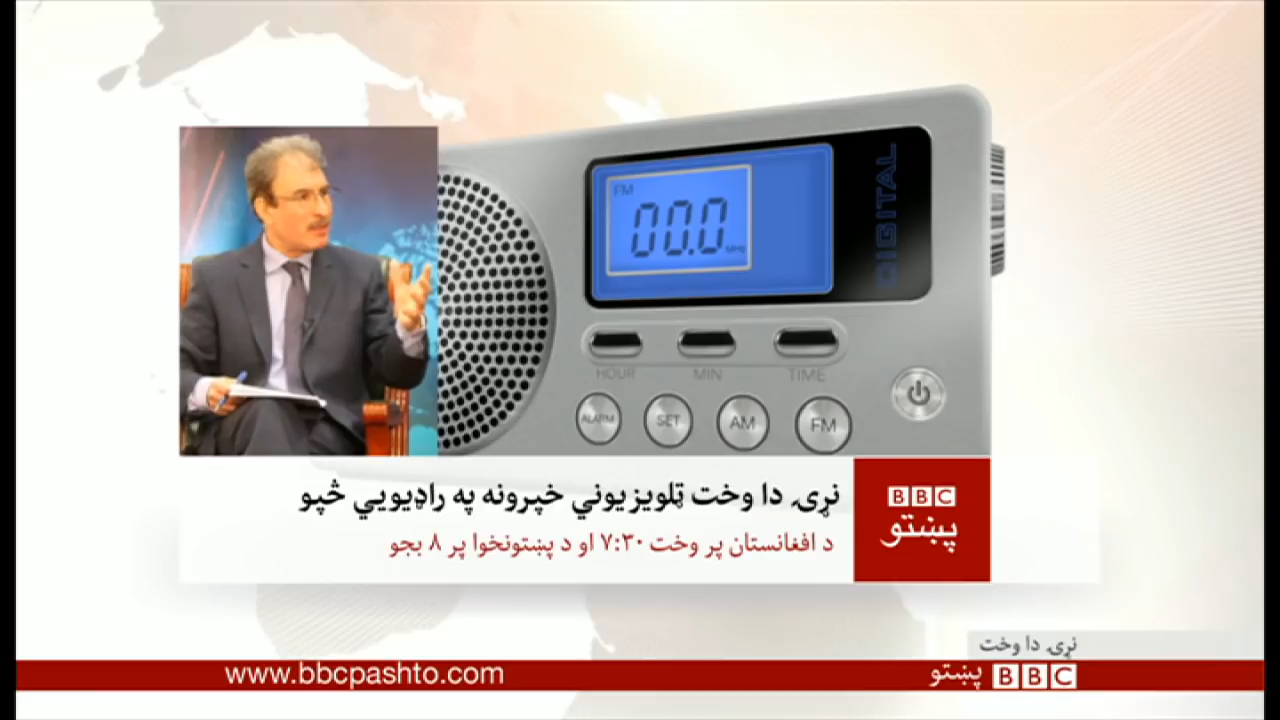 FM
00.0
MHz
DIGITAL
HOUR MIN TIME
ALARM SET AM FM
BBC
پښتو
نړۍ دا وخت ټلويزيوني خپرونه په راډيويي څپو
د افغانستان پر وخت ۷:۳۰ او د پښتونخوا پر ۸ بجو
نړۍ دا وخت
BBC پښتو
www.bbcpashto.com